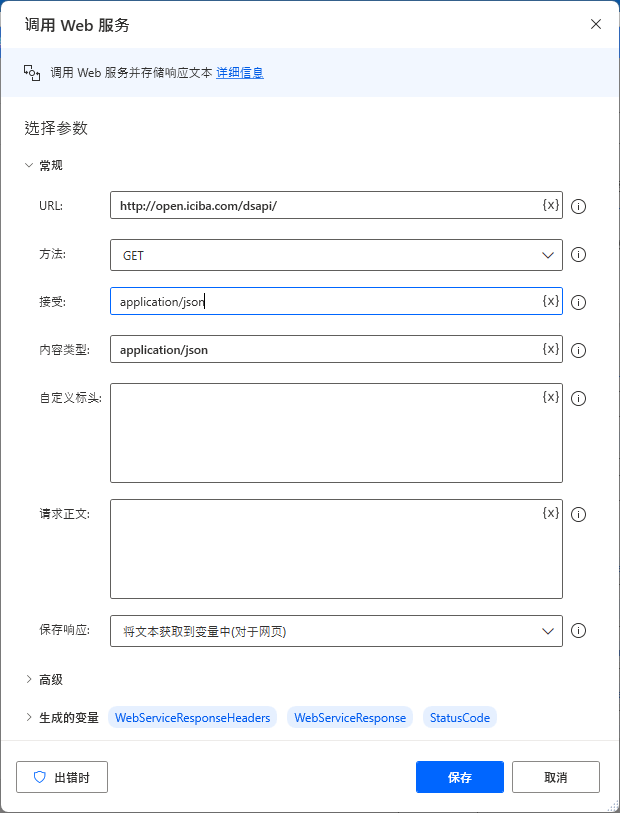 调用 Web 服务
调用 Web 服务并存储响应文本 详细信息
选择参数
常规
URL: http://open.iciba.com/dsapi/ {x}
方法: GET
接受: application/json {x}
内容类型: application/json {x}
自定义标头: {x}
请求正文: {x}
保存响应: 将文本获取到变量中(对于网页)
高级
生成的变量 WebServiceResponseHeaders WebServiceResponse StatusCode
出错时 保存 取消